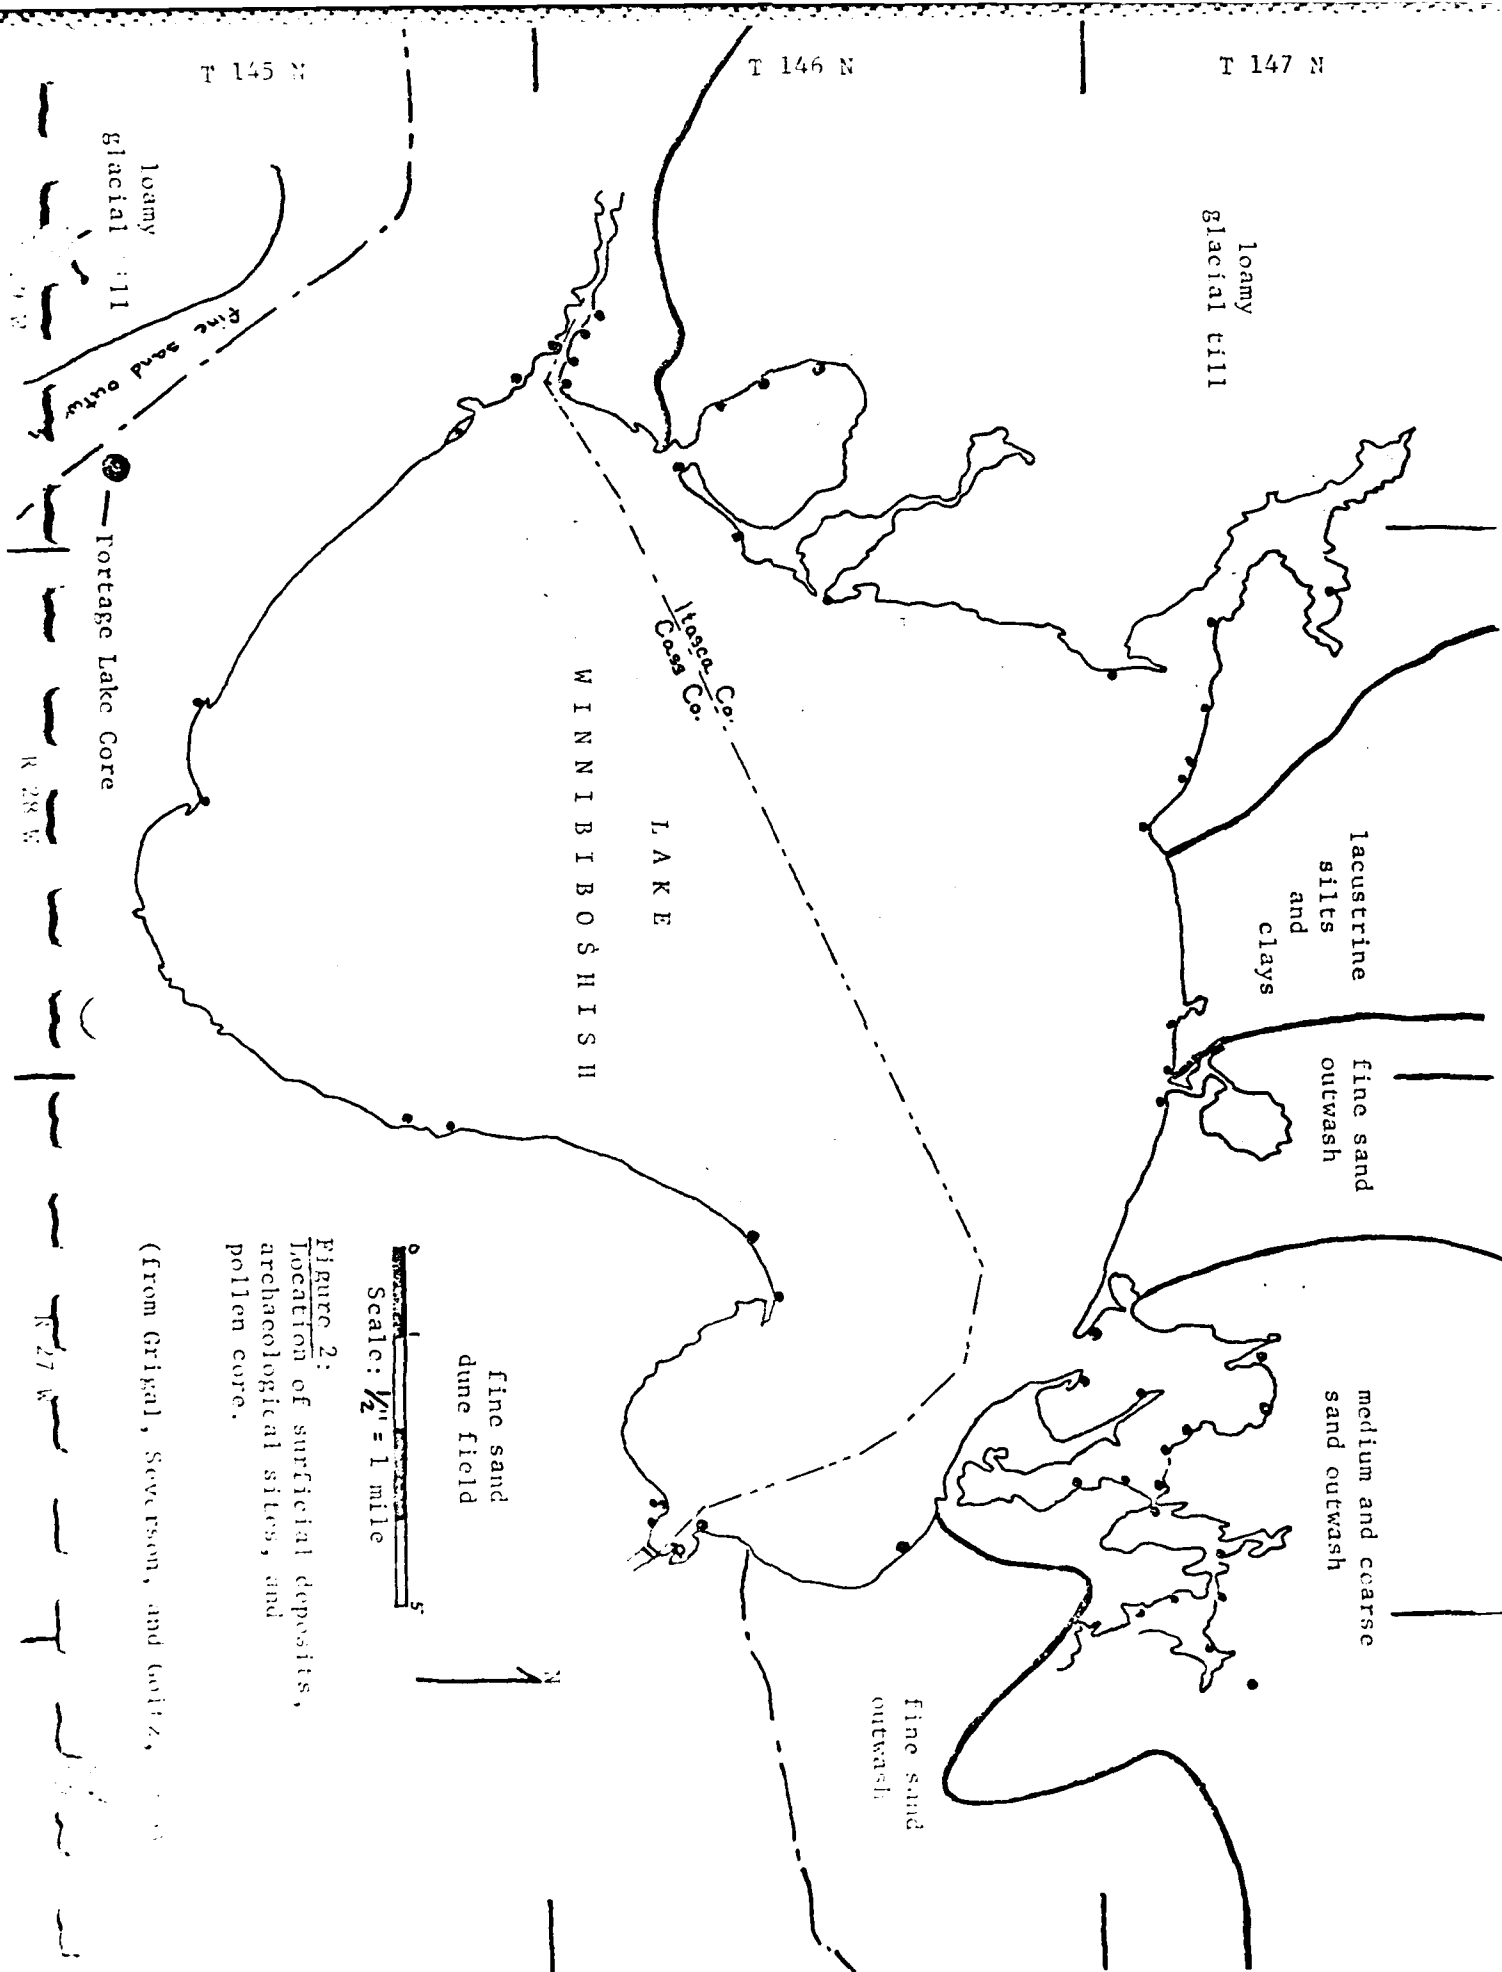 T 147 N
T 146 N
T 145 N
loamy
glacial till
lacustrine
silts
and
clays
fine sand
outwash
medium and coarse
sand outwash
fine sand
outwash
Itasca Co.
Cass Co.
LAKE
WINNIBIBOSHISH
loamy
glacial
fine sand
Portage Lake Core
fine sand
dune field
N
0 1 5
Scale: 1/2" = 1 mile
Figure 2:
Location of surficial deposits,
archaeological sites, and
pollen core.
(from Grigal, Severson, and Goltz,
R 28 W
R 27 W